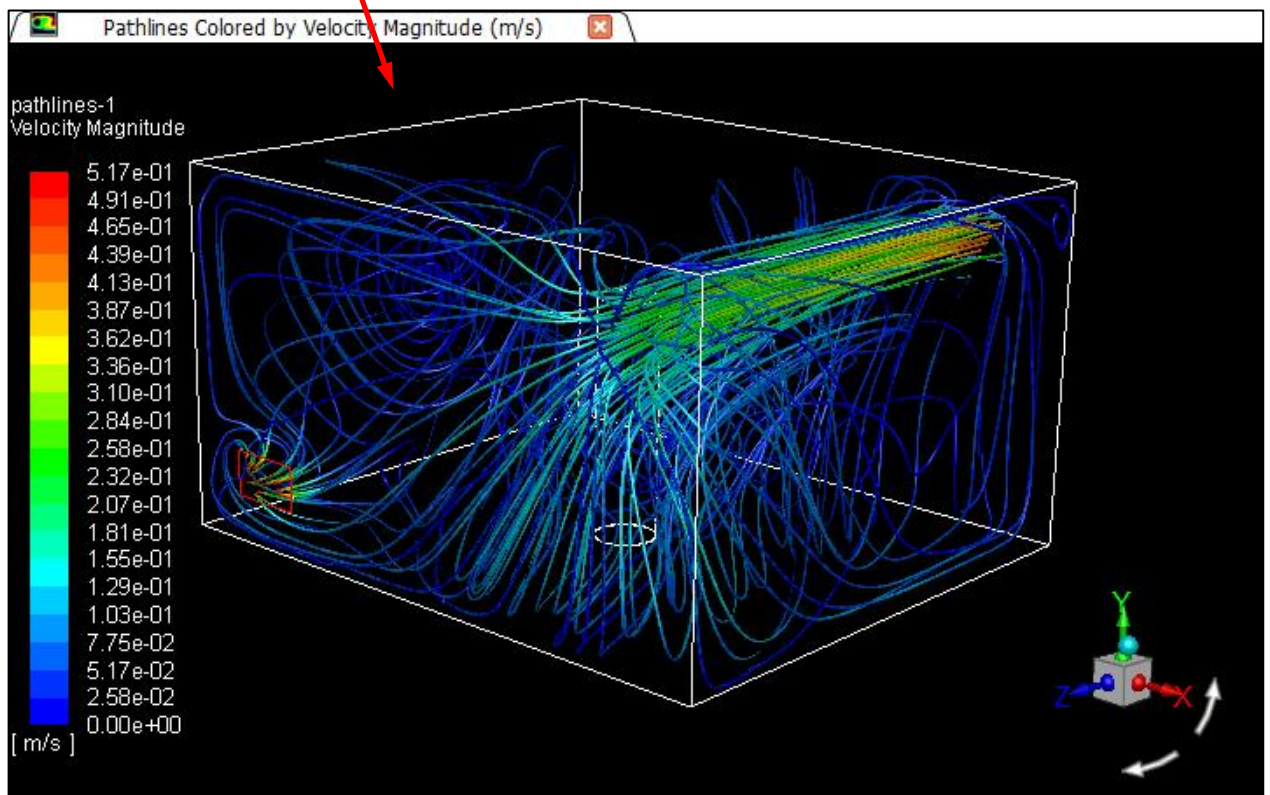 Pathlines Colored by Velocity Magnitude (m/s)
pathlines-1
Velocity Magnitude
5.17e-01
4.91e-01
4.65e-01
4.39e-01
4.13e-01
3.87e-01
3.62e-01
3.36e-01
3.10e-01
2.84e-01
2.58e-01
2.32e-01
2.07e-01
1.81e-01
1.55e-01
1.29e-01
1.03e-01
7.75e-02
5.17e-02
2.58e-02
0.00e+00
[ m/s ]
Y
Z
X